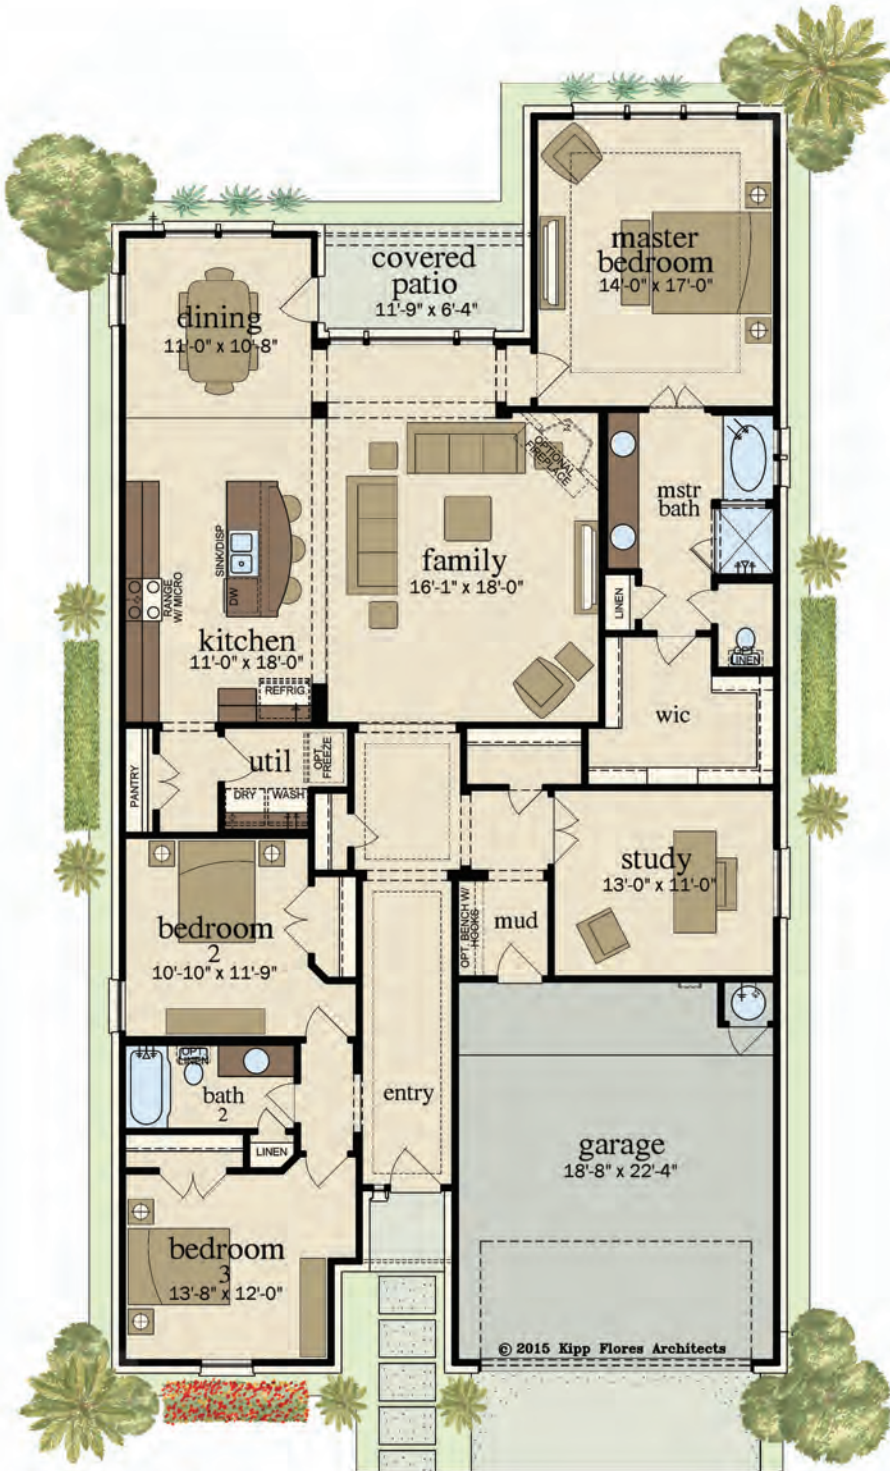 covered
patio
11'-9" x 6'-4"
master
bedroom
14'-0" x 17'-0"
dining
11'-0" x 10'-8"
OPTIONAL
FIREPLACE
mstr
bath
SINK/DISP
DW
RANGE
W/ MICRO
family
16'-1" x 18'-0"
LINEN
kitchen
11'-0" x 18'-0"
OPT.
LINEN
REFRIG.
wic
util
OPT.
FREEZE
PANTRY
DRY
WASH
study
13'-0" x 11'-0"
bedroom
2
10'-10" x 11'-9"
OPT. BENCH W/
HOOKS
mud
OPT.
LINEN
bath
2
entry
LINEN
garage
18'-8" x 22'-4"
bedroom
3
13'-8" x 12'-0"
© 2015 Kipp Flores Architects